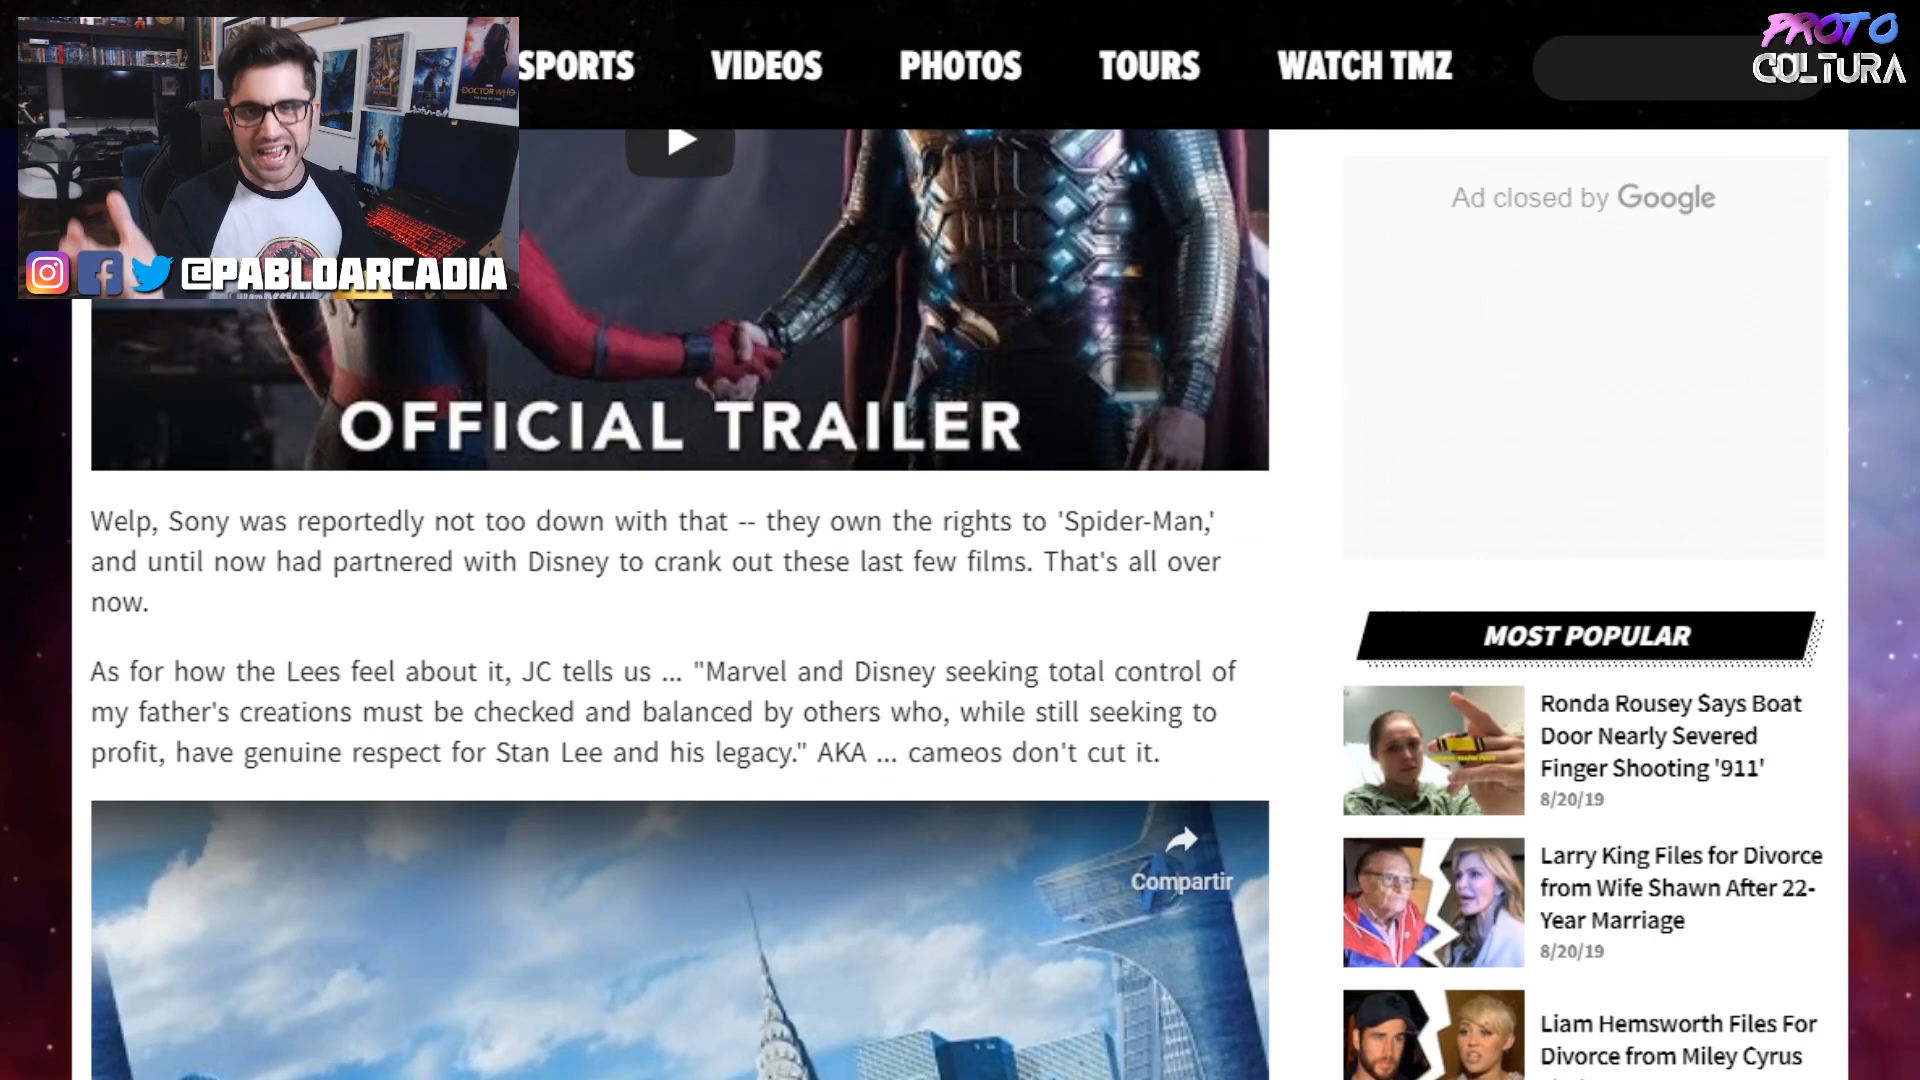 SPORTS
VIDEOS
PHOTOS
TOURS
WATCH TMZ
PROTO
CULTURA
DOCTOR WHO
@PABLOARCADIA
Ad closed by Google
OFFICIAL TRAILER
Welp, Sony was reportedly not too down with that -- they own the rights to 'Spider-Man,'
and until now had partnered with Disney to crank out these last few films. That's all over
now.
As for how the Lees feel about it, JC tells us ... "Marvel and Disney seeking total control of
my father's creations must be checked and balanced by others who, while still seeking to
profit, have genuine respect for Stan Lee and his legacy." AKA ... cameos don't cut it.
Compartir
MOST POPULAR
Ronda Rousey Says Boat
Door Nearly Severed
Finger Shooting '911'
8/20/19
Larry King Files for Divorce
from Wife Shawn After 22-
Year Marriage
8/20/19
Liam Hemsworth Files For
Divorce from Miley Cyrus